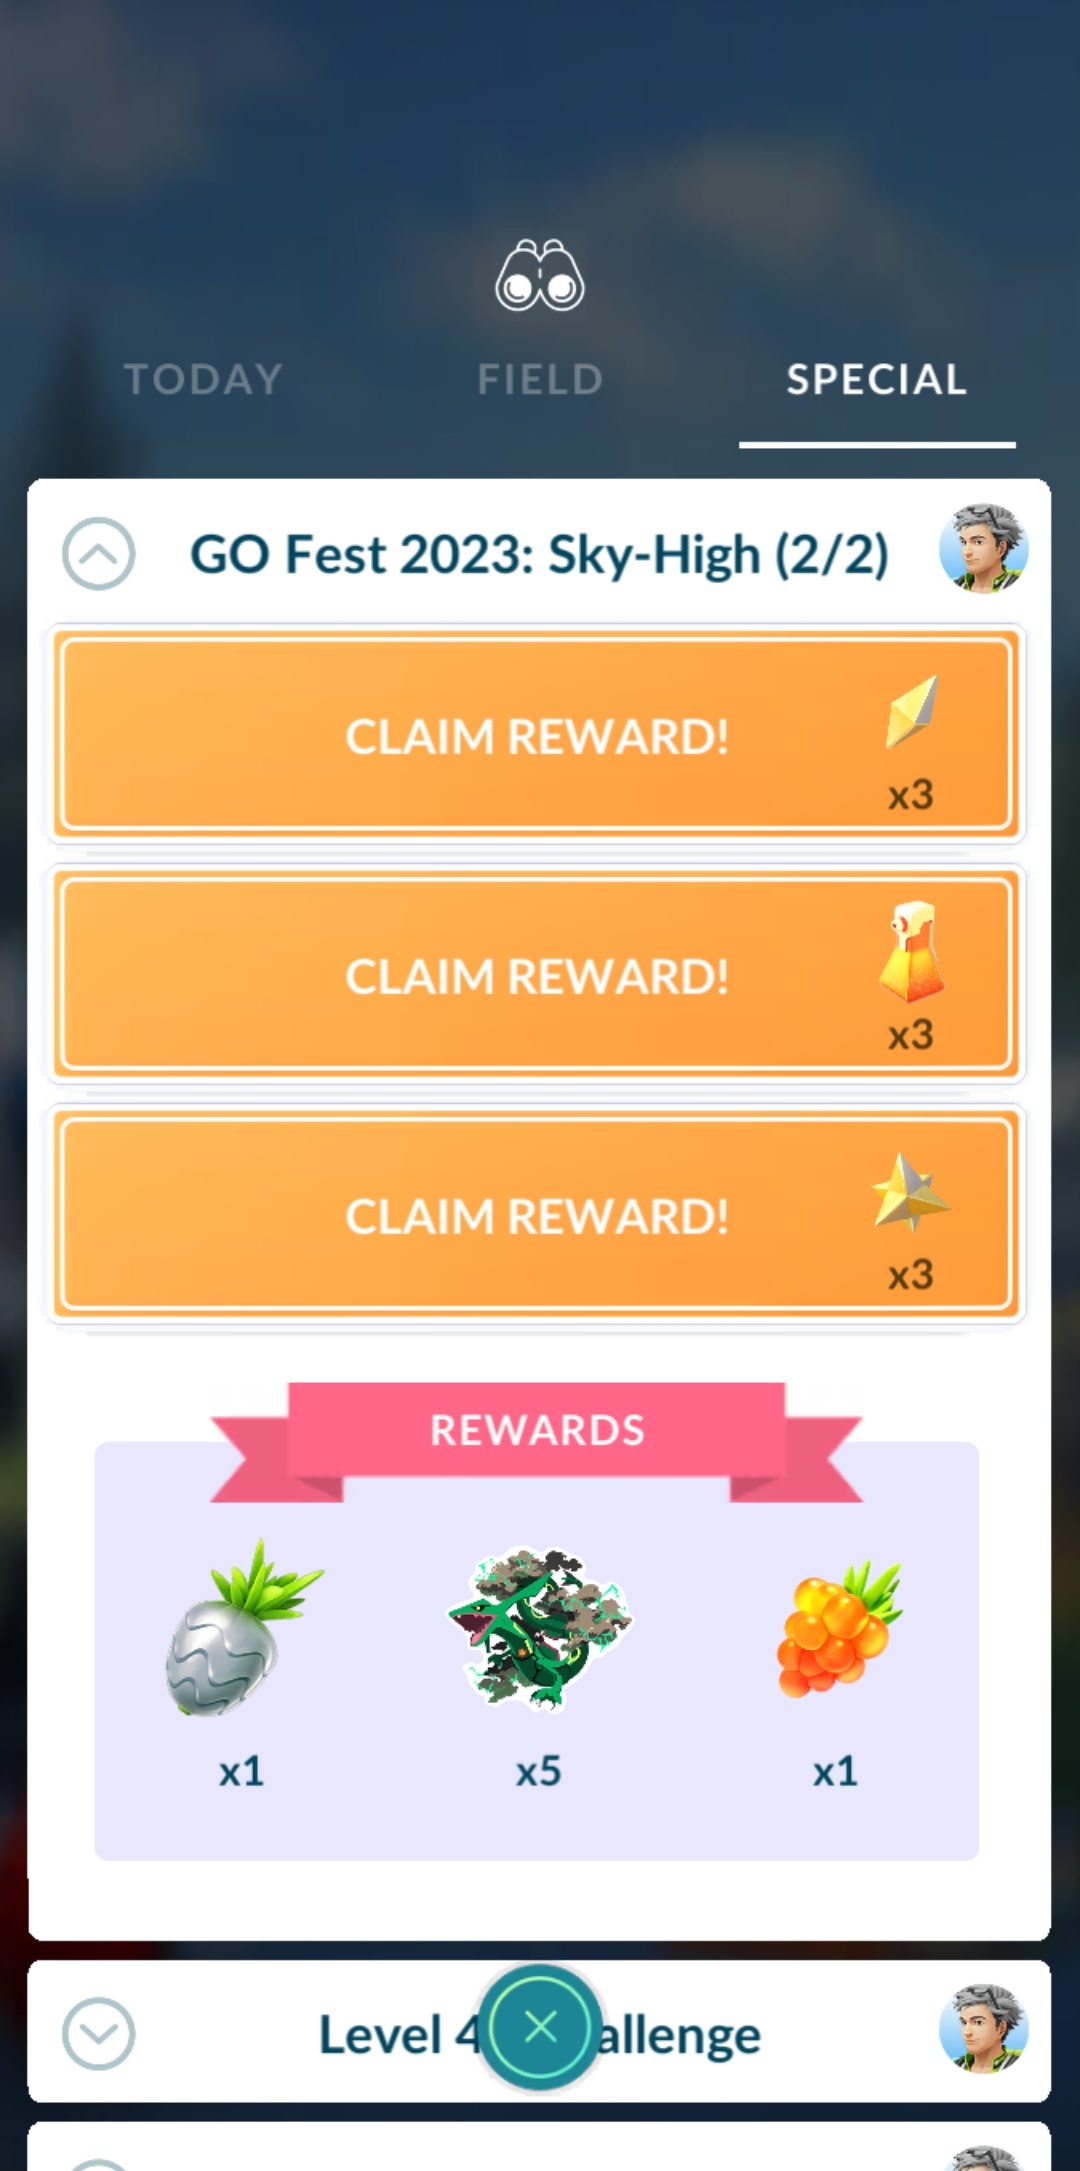 TODAY
FIELD
SPECIAL
GO Fest 2023: Sky-High (2/2)
CLAIM REWARD!
x3
CLAIM REWARD!
x3
CLAIM REWARD!
x3
REWARDS
x1
x5
x1
Level 4 allenge